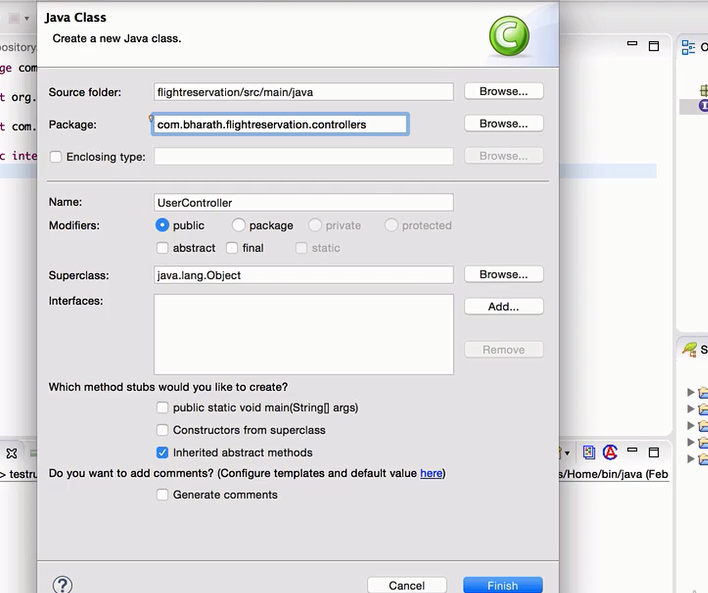 Java Class
Create a new Java class.
C
ository
O
ge com
t org.
t com.
c inte
Source folder: flightreservation/src/main/java Browse...
Package: com.bharath.flightreservation.controllers Browse...
Enclosing type: Browse...
Name: UserController
Modifiers: public package private protected
abstract final static
Superclass: java.lang.Object Browse...
Interfaces: Add...
Remove
S
Which method stubs would you like to create?
public static void main(String[] args)
Constructors from superclass
Inherited abstract methods
> testru
s/Home/bin/java (Feb
Do you want to add comments? (Configure templates and default value here)
Generate comments
? Cancel Finish